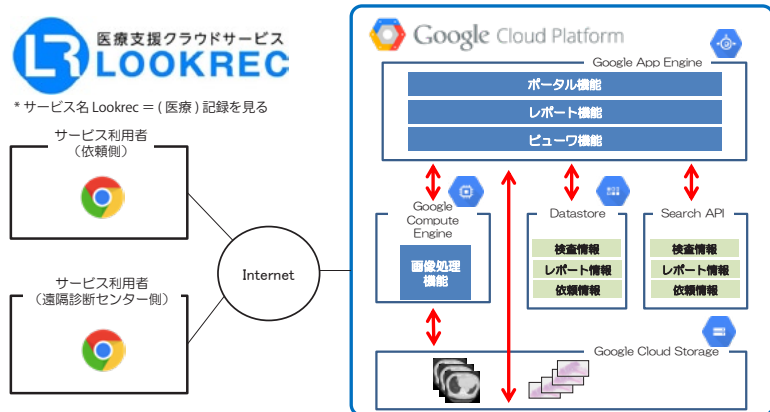 医療支援クラウドサービス
LOOKREC
* サービス名 Lookrec = ( 医療 ) 記録を見る
サービス利用者
（依頼側）
サービス利用者
（遠隔診断センター側）
Internet
Google Cloud Platform
Google App Engine
ポータル機能
レポート機能
ビューワ機能
Google
Compute
Engine
画像処理
機能
Datastore
検査情報
レポート情報
依頼情報
Search API
検査情報
レポート情報
依頼情報
Google Cloud Storage